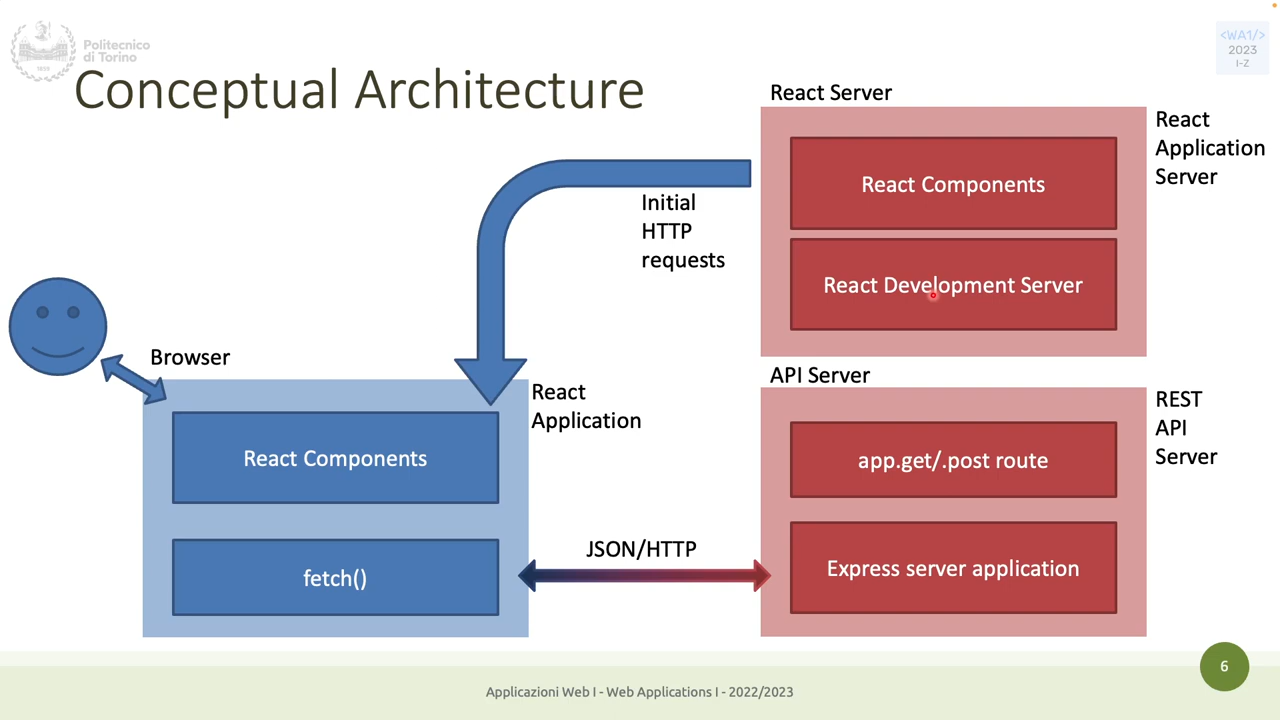 Politecnico
di Torino
1859
<WA1/>
2023
I-Z
Conceptual Architecture
React Server
React
Application
Server
React Components
React Development Server
Initial
HTTP
requests
Browser
React
Application
React Components
fetch()
JSON/HTTP
API Server
REST
API
Server
app.get/.post route
Express server application
6
Applicazioni Web I - Web Applications I - 2022/2023